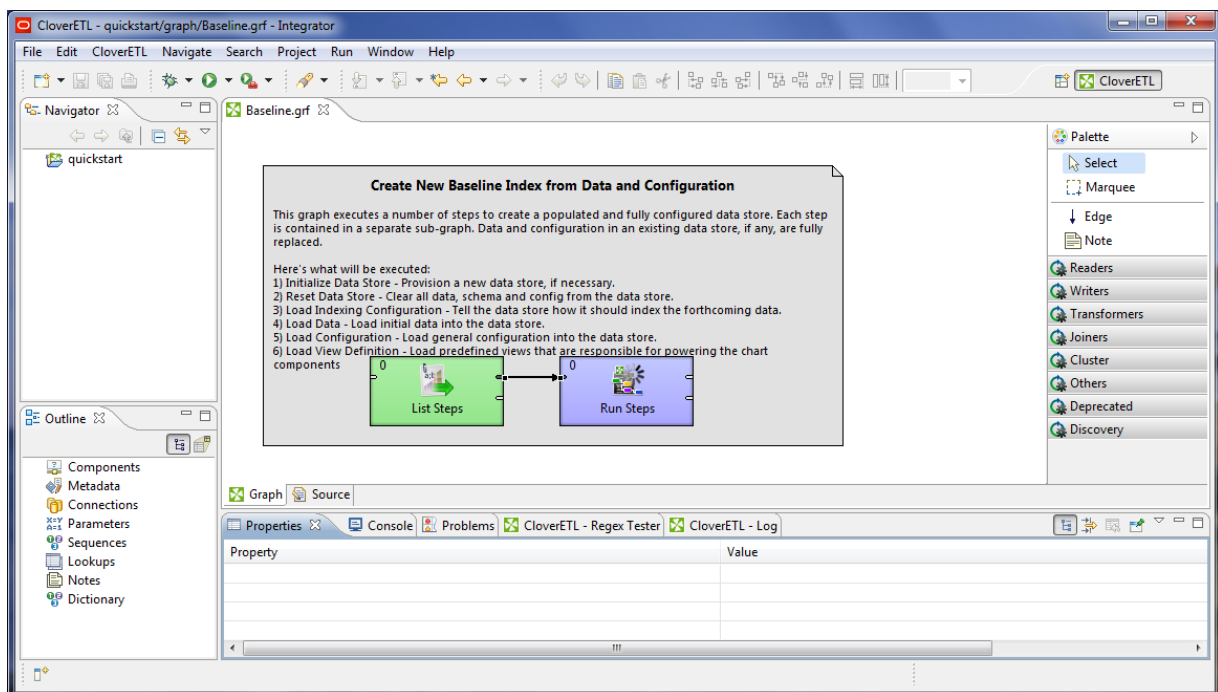 CloverETL - quickstart/graph/Baseline.grf - Integrator
File Edit CloverETL Navigate Search Project Run Window Help
CloverETL
Navigator
quickstart
Baseline.grf
Create New Baseline Index from Data and Configuration
This graph executes a number of steps to create a populated and fully configured data store. Each step
is contained in a separate sub-graph. Data and configuration in an existing data store, if any, are fully
replaced.
Here's what will be executed:
1) Initialize Data Store - Provision a new data store, if necessary.
2) Reset Data Store - Clear all data, schema and config from the data store.
3) Load Indexing Configuration - Tell the data store how it should index the forthcoming data.
4) Load Data - Load initial data into the data store.
5) Load Configuration - Load general configuration into the data store.
6) Load View Definition - Load predefined views that are responsible for powering the chart
components
0
List Steps
0
Run Steps
Palette
Select
Marquee
Edge
Note
Readers
Writers
Transformers
Joiners
Cluster
Others
Deprecated
Discovery
Outline
Components
Metadata
Connections
Parameters
Sequences
Lookups
Notes
Dictionary
Graph Source
Properties Console Problems CloverETL - Regex Tester CloverETL - Log
Property Value